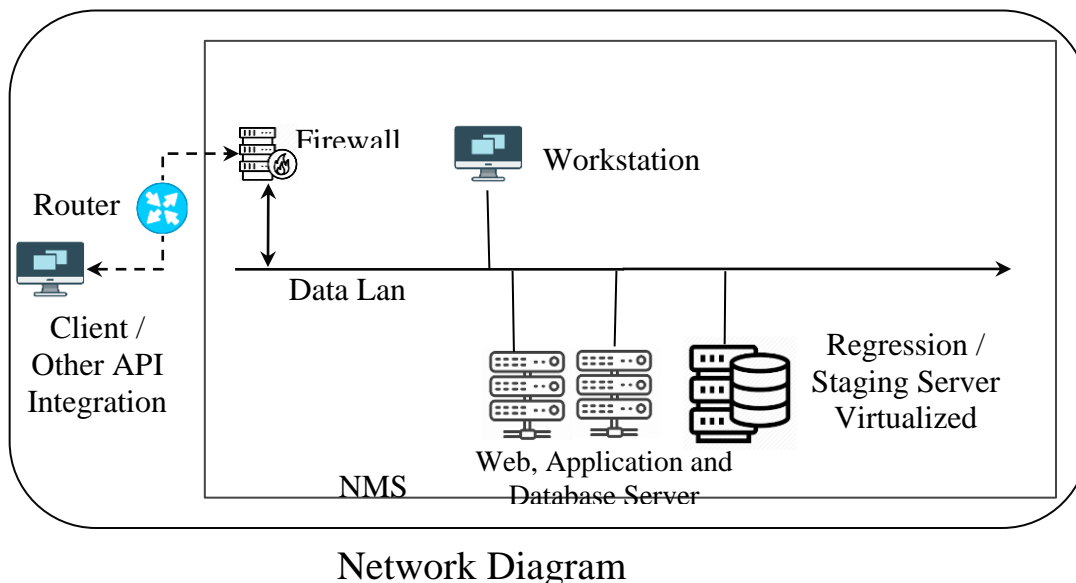 Firewall
Workstation
Router
Data Lan
Client /
Other API
Integration
Regression /
Staging Server
Virtualized
Web, Application and
Database Server
NMS
Network Diagram